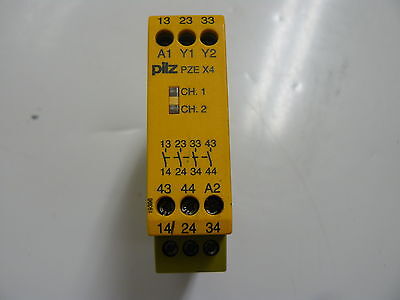 13 23 33
A1 Y1 Y2
pilz PZE X4
CH. 1
CH. 2
13 23 33 43
14 24 34 44
43 44 A2
14 24 34